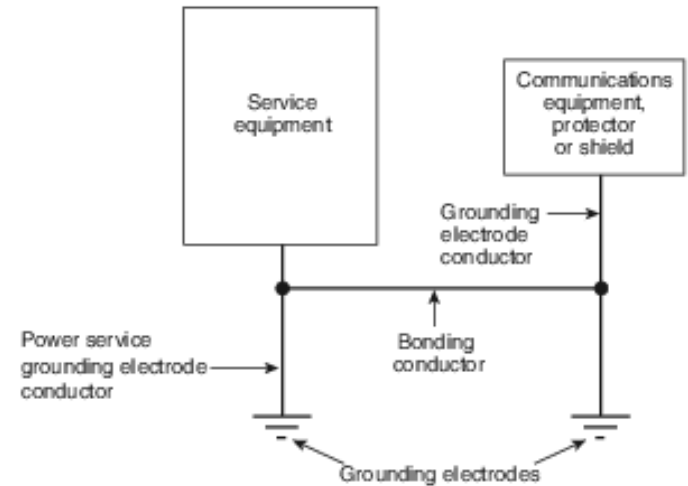 Service
equipment
Communications
equipment,
protector
or shield
Grounding
electrode
conductor
Power service
grounding electrode
conductor
Bonding
conductor
Grounding electrodes